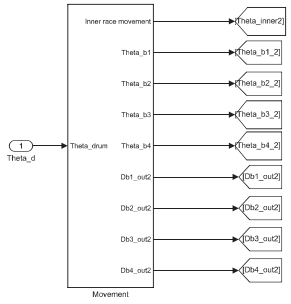 Inner race movement
[Theta_inner2]
Theta_b1
[Theta_b1_2]
Theta_b2
[Theta_b2_2]
Theta_b3
[Theta_b3_2]
1
Theta_d
Theta_drum
Theta_b4
[Theta_b4_2]
Db1_out2
[Db1_out2]
Db2_out2
[Db2_out2]
Db3_out2
[Db3_out2]
Db4_out2
[Db4_out2]
Movement